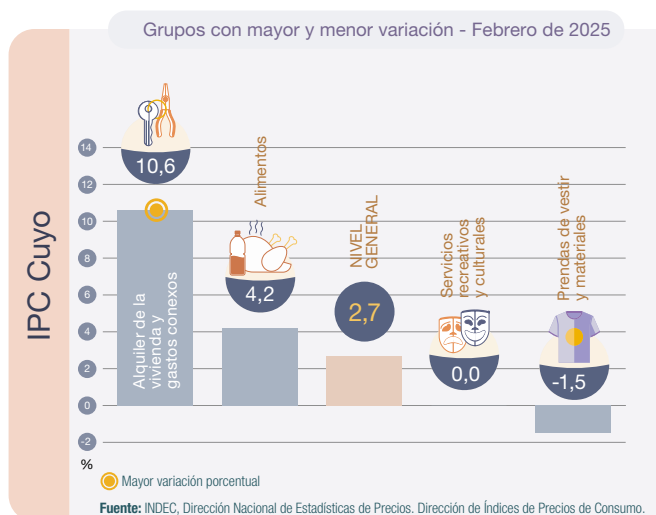 Grupos con mayor y menor variación - Febrero de 2025
IPC Cuyo
14
12
10
8
6
4
2
0
-2
%
10,6
Alquiler de la
vivienda y
gastos conexos
Alimentos
4,2
NIVEL
GENERAL
2,7
Servicios
recreativos
y culturales
0,0
Prendas de vestir
y materiales
-1,5
Mayor variación porcentual
Fuente: INDEC, Dirección Nacional de Estadísticas de Precios. Dirección de Índices de Precios de Consumo.